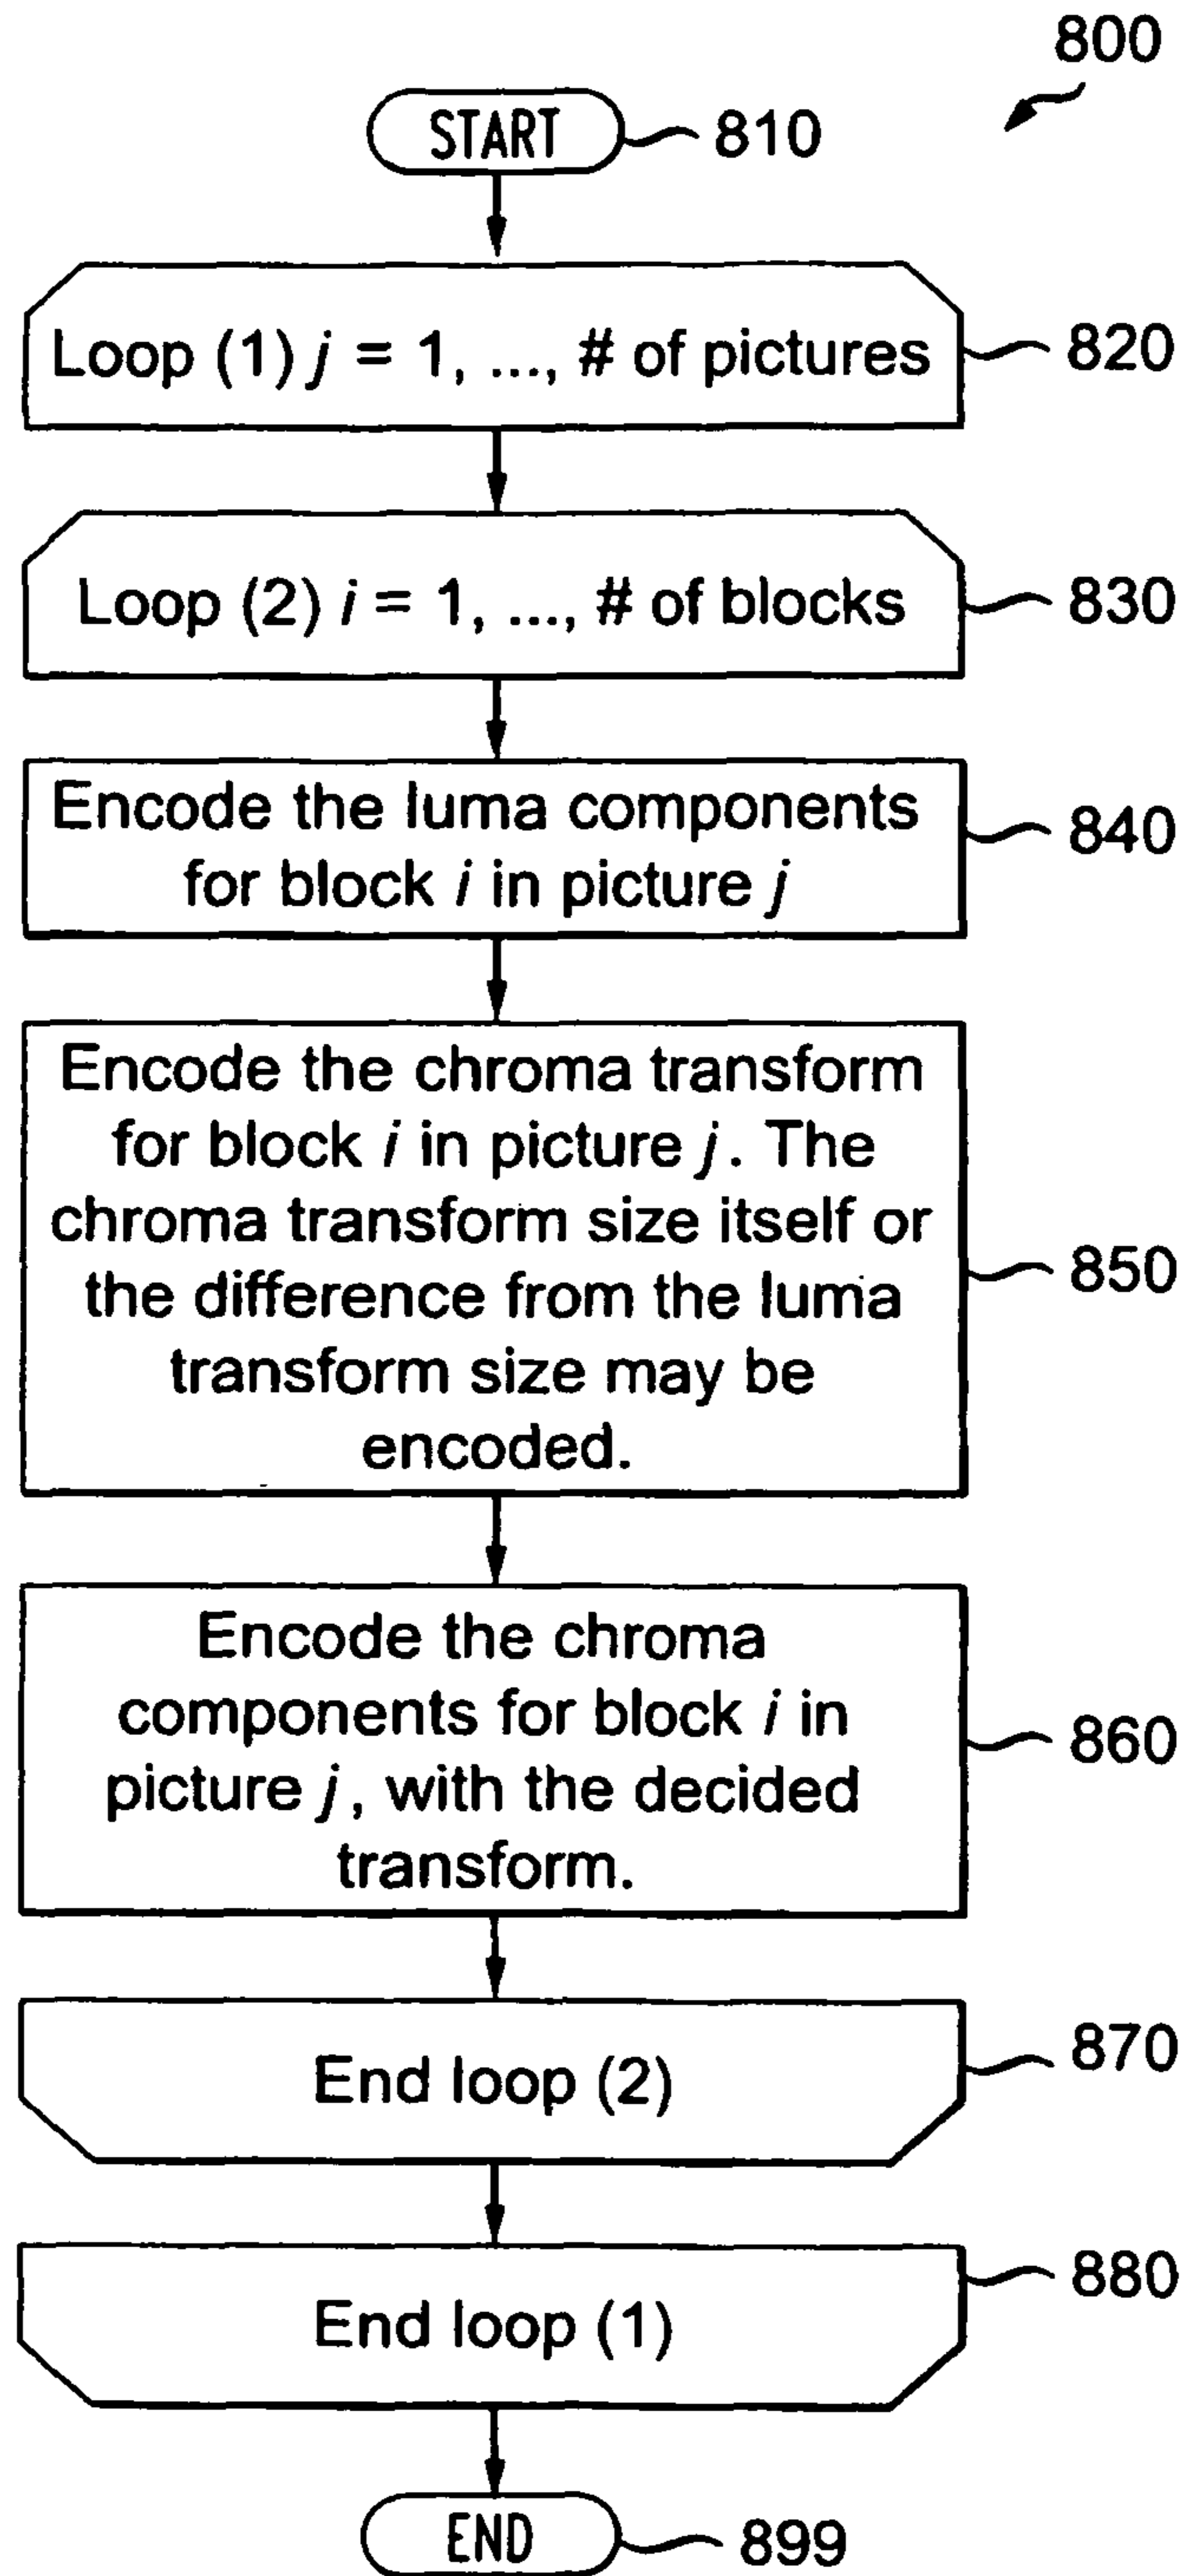 800
START
810
Loop (1) j = 1, ..., # of pictures
820
Loop (2) i = 1, ..., # of blocks
830
Encode the luma components
for block i in picture j
840
Encode the chroma transform
for block i in picture j. The
chroma transform size itself or
the difference from the luma
transform size may be
encoded.
850
Encode the chroma
components for block i in
picture j, with the decided
transform.
860
End loop (2)
870
End loop (1)
880
END
899